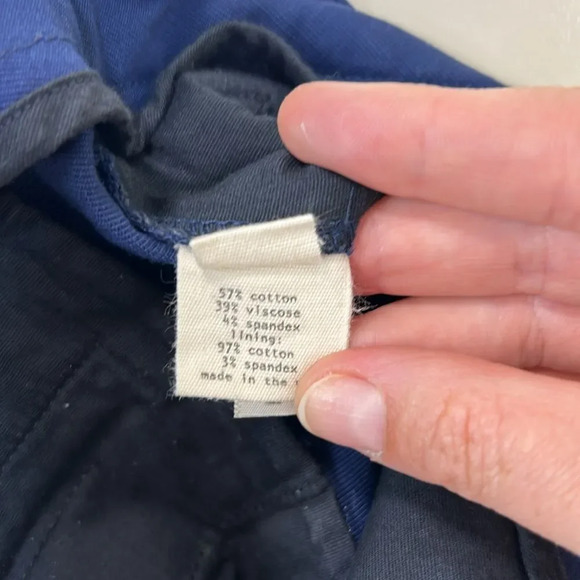 57% cotton
39% viscose
4% spandex
lining:
97% cotton
3% spandex
made in the